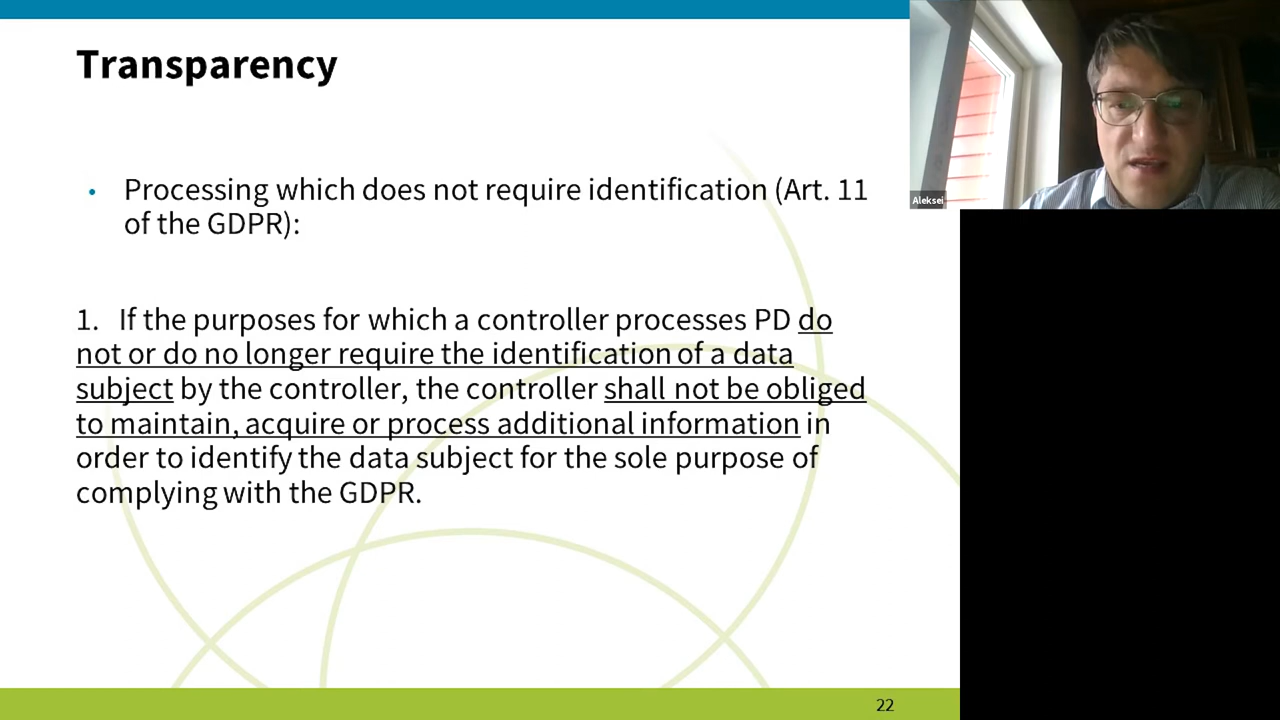 Transparency
• Processing which does not require identification (Art. 11
of the GDPR):
1. If the purposes for which a controller processes PD do
not or do no longer require the identification of a data
subject by the controller, the controller shall not be obliged
to maintain, acquire or process additional information in
order to identify the data subject for the sole purpose of
complying with the GDPR.
22
Aleksei